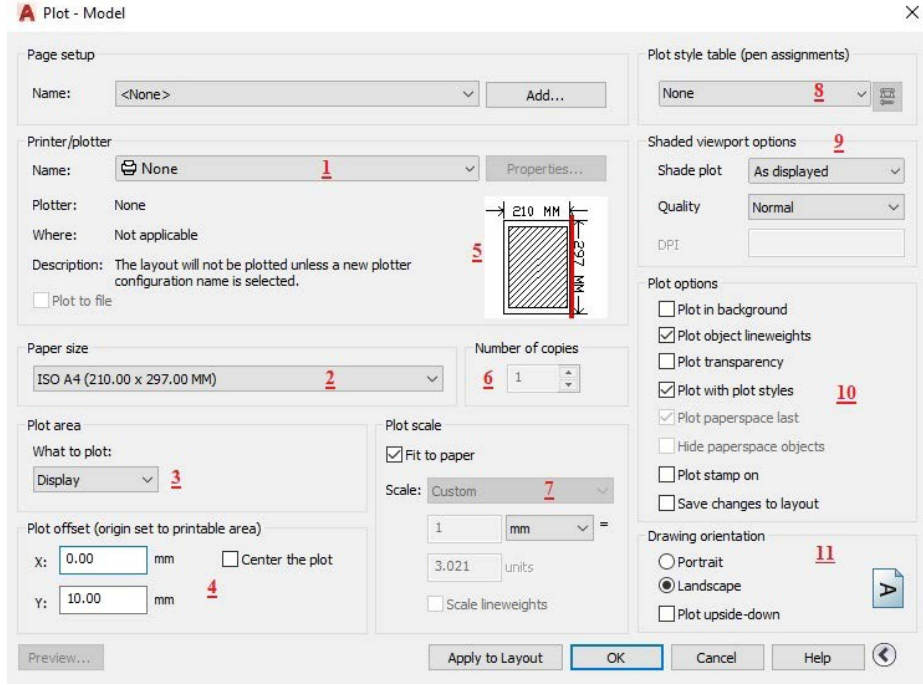 A Plot - Model
Page setup
Name: <None> Add...
Plot style table (pen assignments)
None 8
Printer/plotter
Name: None 1 Properties...
Plotter: None
Where: Not applicable
Description: The layout will not be plotted unless a new plotter
configuration name is selected.
Plot to file
210 MM
297 MM
5
Shaded viewport options 9
Shade plot As displayed
Quality Normal
DPI
Paper size
ISO A4 (210.00 x 297.00 MM) 2
Number of copies
6 1
Plot options
Plot in background
Plot object lineweights
Plot transparency
Plot with plot styles 10
Plot paperspace last
Hide paperspace objects
Plot stamp on
Save changes to layout
Plot area
What to plot:
Display 3
Plot scale
Fit to paper
Scale: Custom 7
1 mm =
3.021 units
Scale lineweights
Plot offset (origin set to printable area)
X: 0.00 mm Center the plot
4
Y: 10.00 mm
Drawing orientation 11
Portrait
Landscape
Plot upside-down
A
Preview... Apply to Layout OK Cancel Help